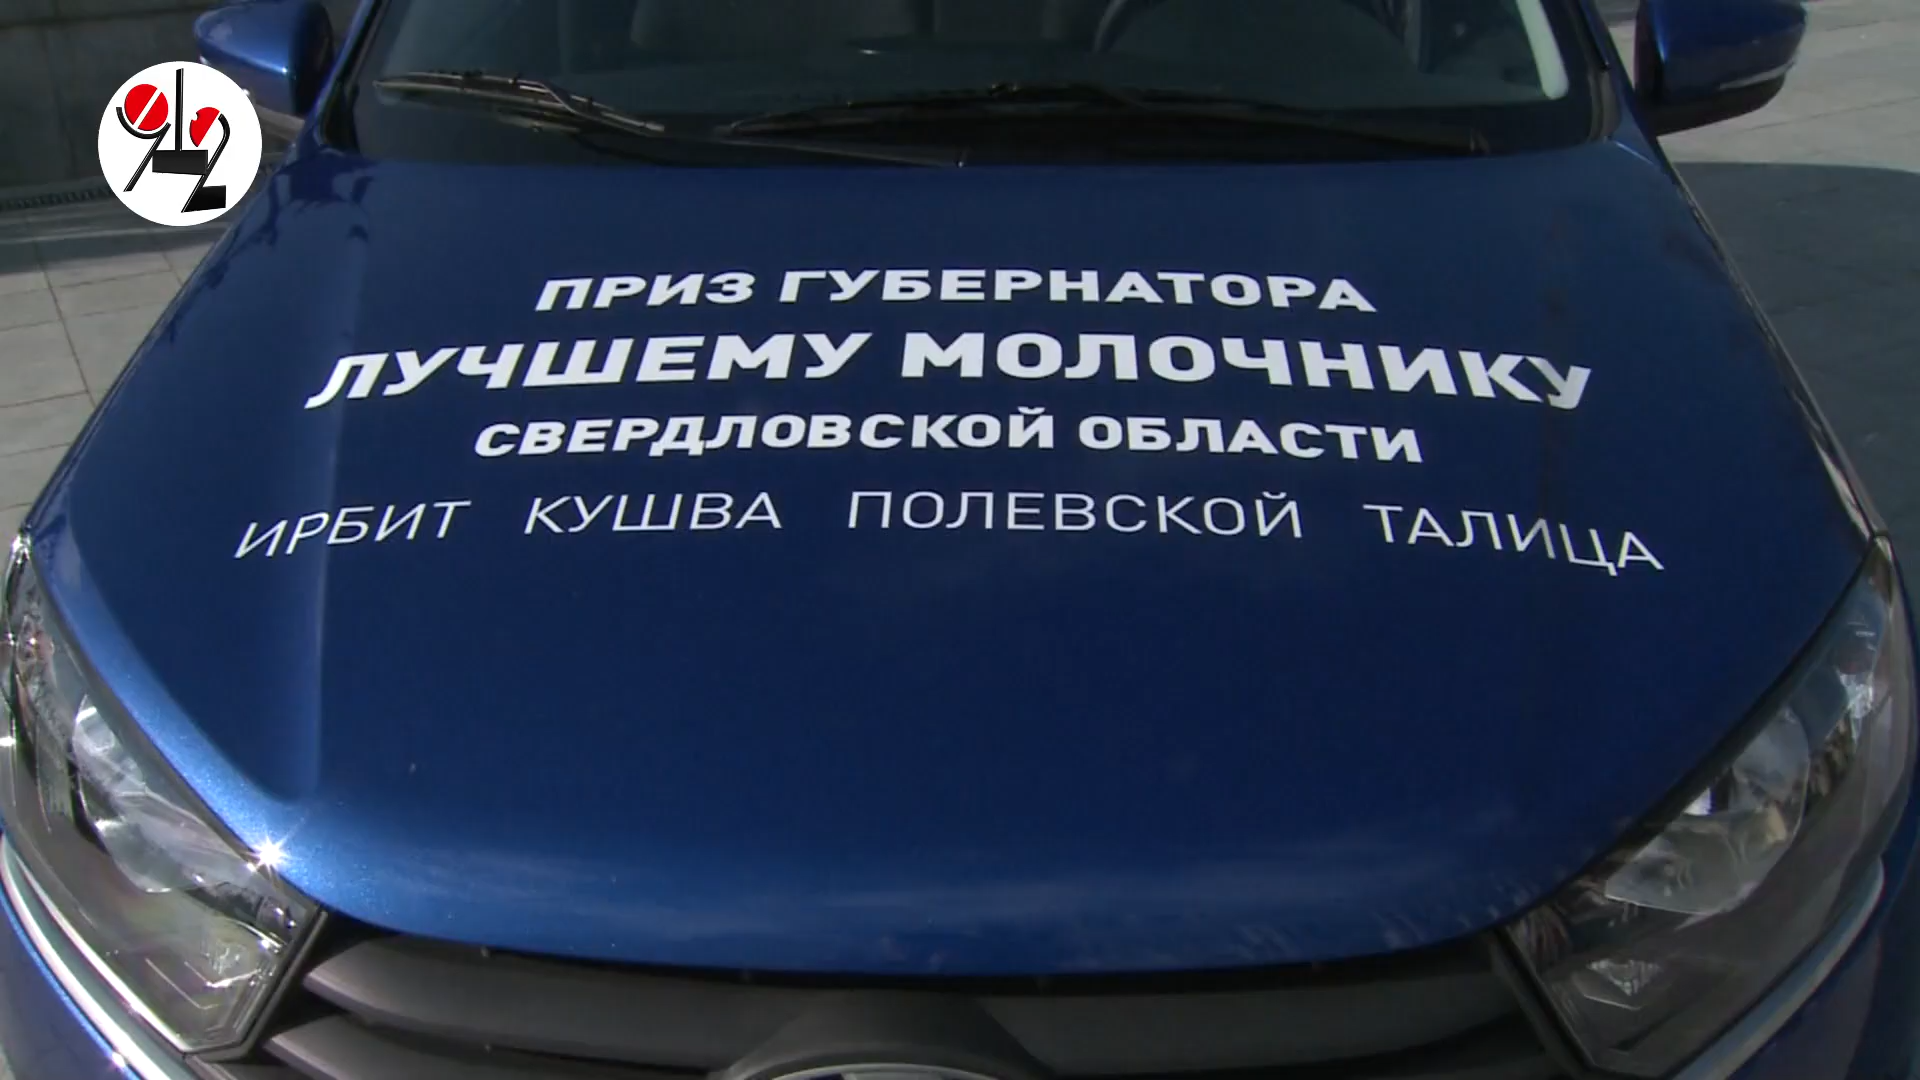 ПРИЗ ГУБЕРНАТОРА
ЛУЧШЕМУ МОЛОЧНИКУ
СВЕРДЛОВСКОЙ ОБЛАСТИ
ИРБИТ КУШВА ПОЛЕВСКОЙ ТАЛИЦА